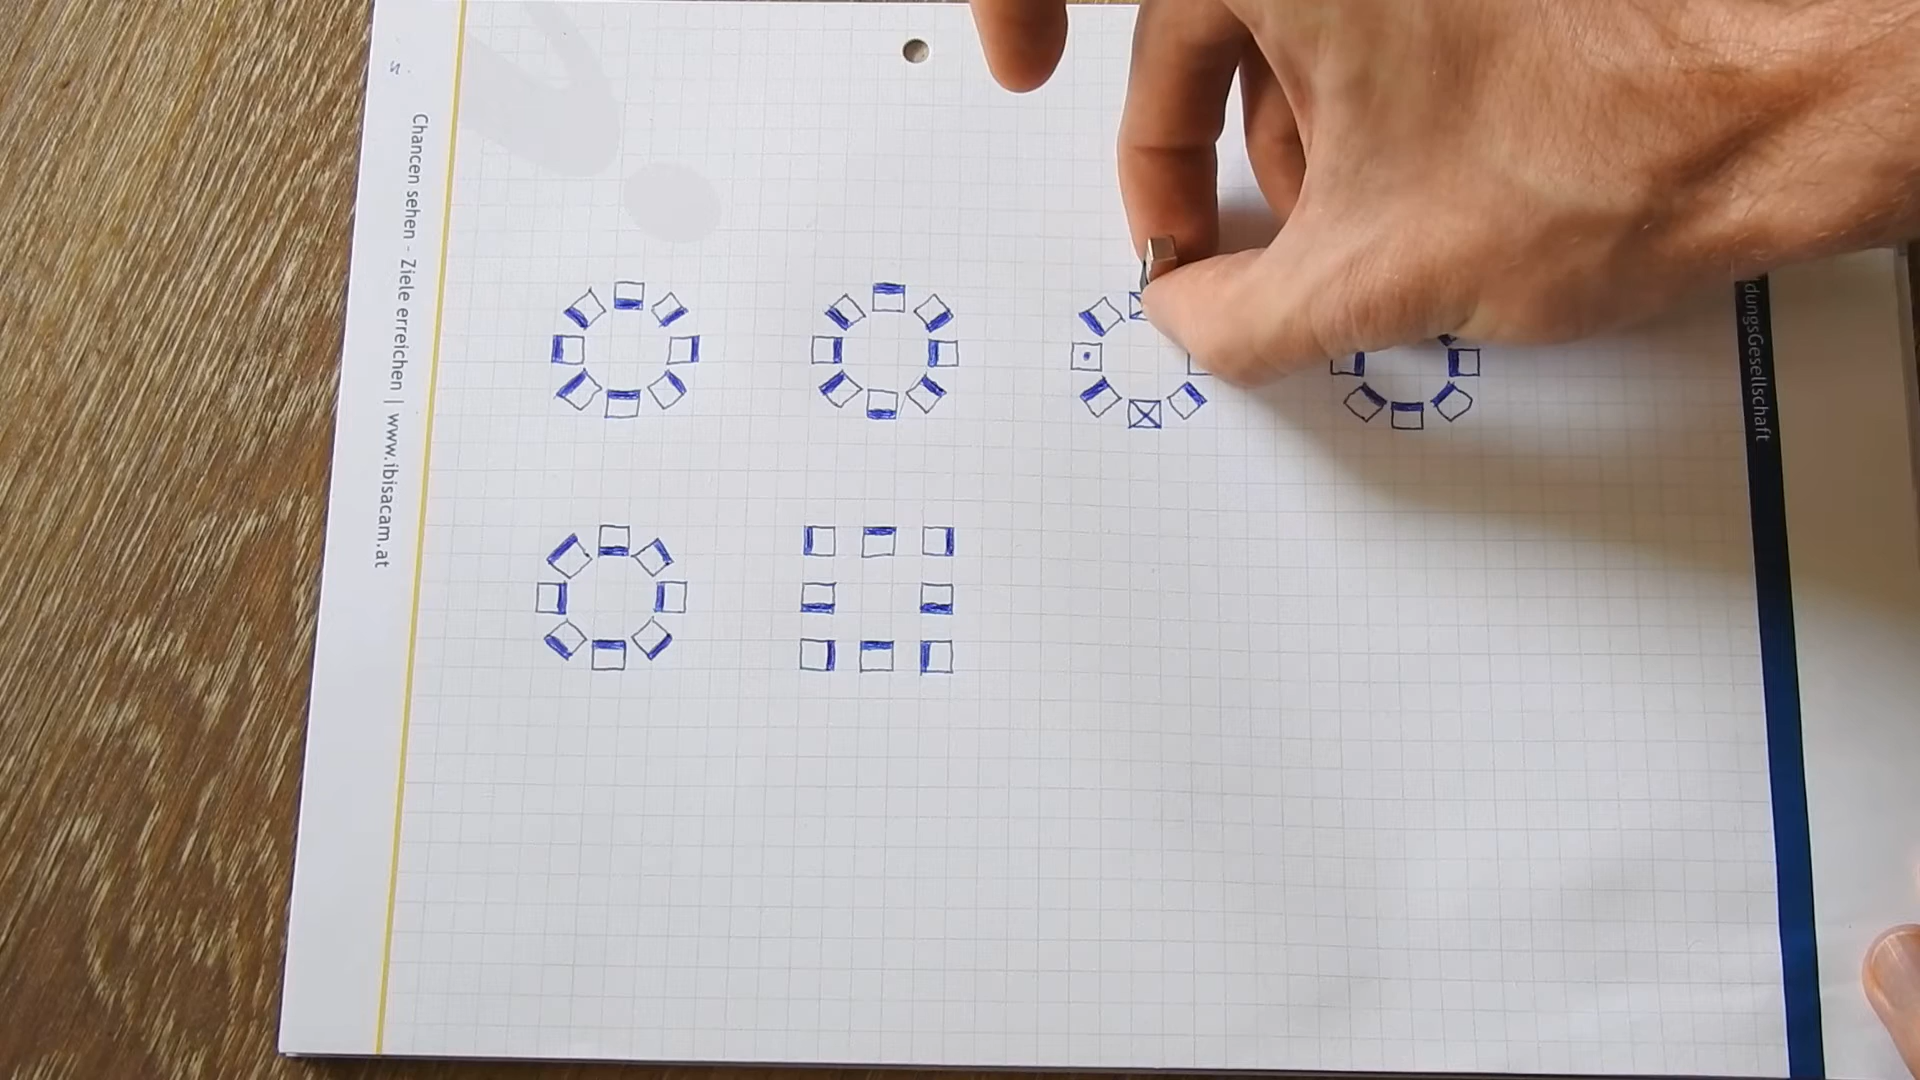 Chancen sehen - Ziele erreichen | www.ibisacam.at
dungsGesellschaft